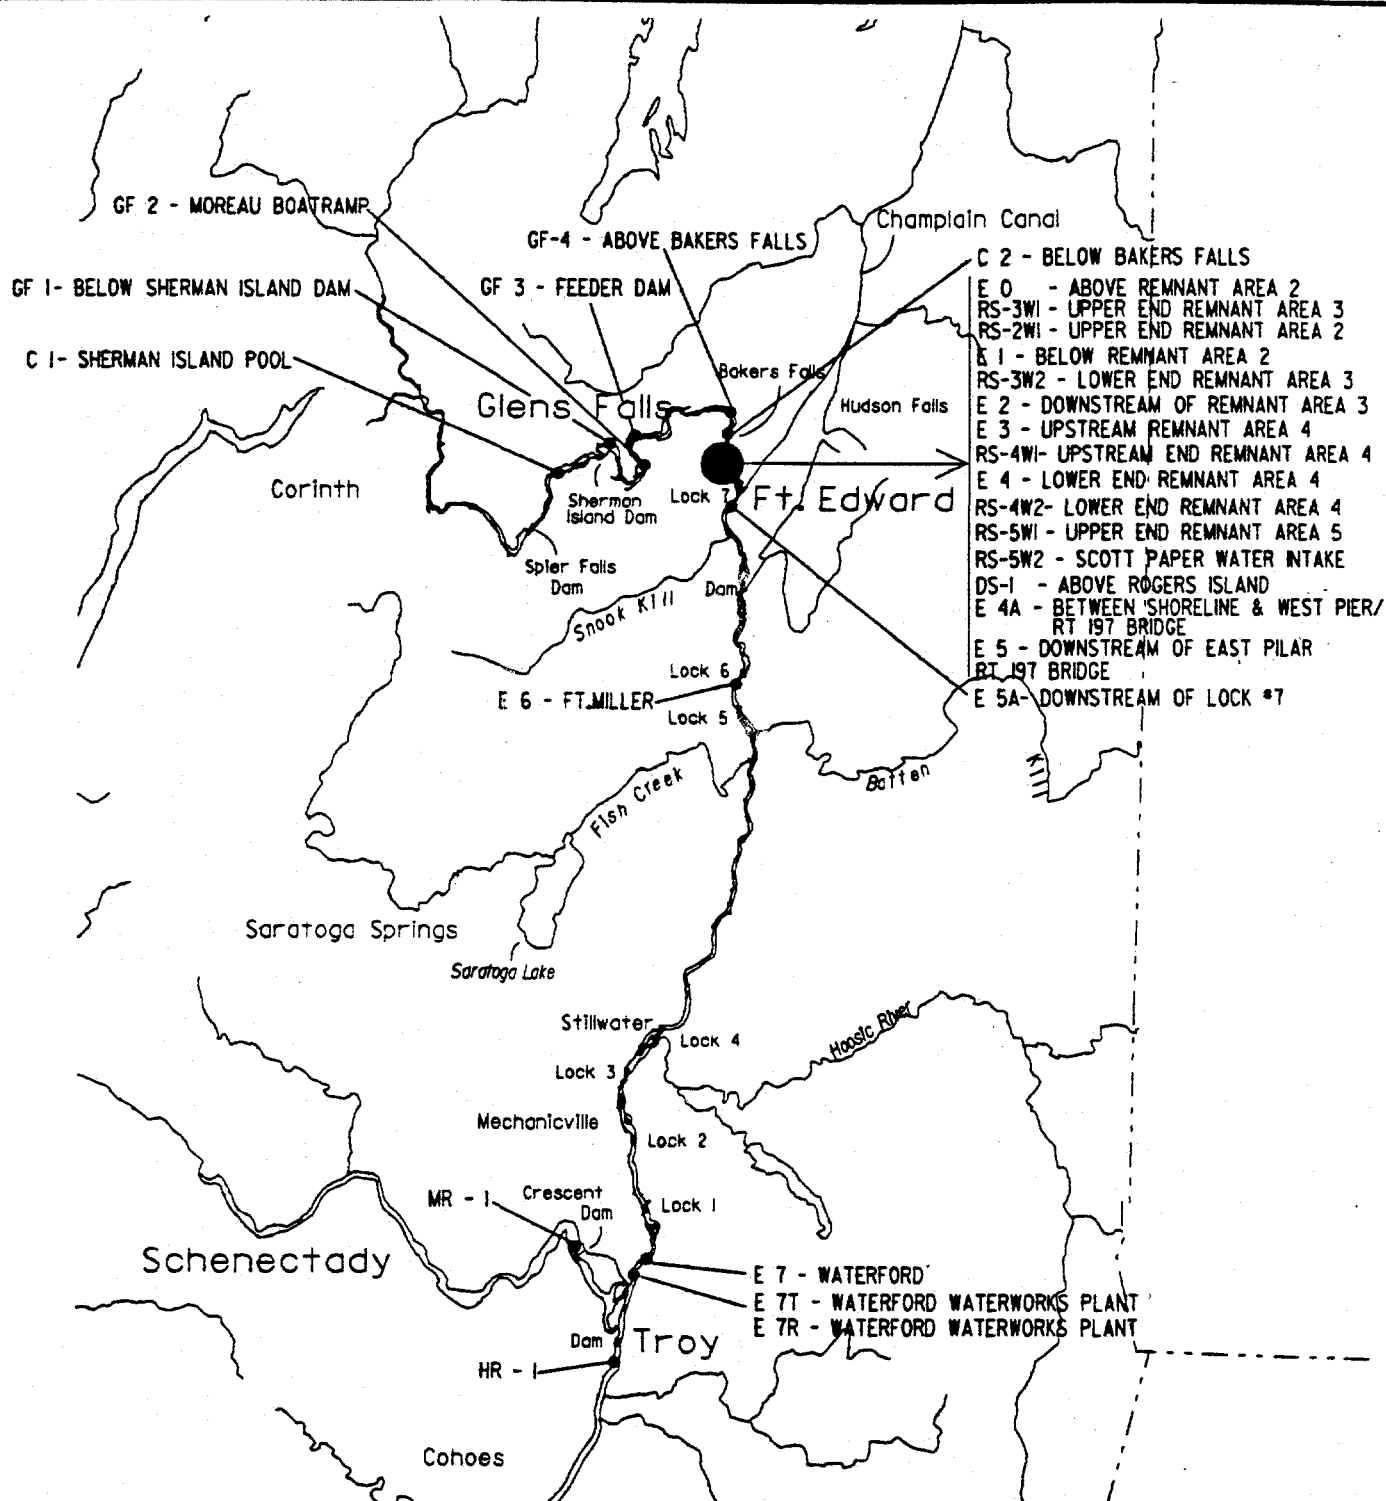 GF 2 - MOREAU BOATRAMP
Champlain Canal
GF-4 - ABOVE BAKERS FALLS
C 2 - BELOW BAKERS FALLS
GF 1- BELOW SHERMAN ISLAND DAM
GF 3 - FEEDER DAM
E 0 - ABOVE REMNANT AREA 2
RS-3W1 - UPPER END REMNANT AREA 3
RS-2W1 - UPPER END REMNANT AREA 2
C 1- SHERMAN ISLAND POOL
E 1 - BELOW REMNANT AREA 2
Bakers Falls
RS-3W2 - LOWER END REMNANT AREA 3
Glens Falls
Hudson Falls
E 2 - DOWNSTREAM OF REMNANT AREA 3
E 3 - UPSTREAM REMNANT AREA 4
RS-4W1- UPSTREAM END REMNANT AREA 4
E 4 - LOWER END REMNANT AREA 4
Corinth
Sherman
Island Dam
Lock 7
Ft. Edward
RS-4W2- LOWER END REMNANT AREA 4
RS-5W1 - UPPER END REMNANT AREA 5
RS-5W2 - SCOTT PAPER WATER INTAKE
Spier Falls
Dam
Dam
DS-1 - ABOVE ROGERS ISLAND
Snook Kill
E 4A - BETWEEN SHORELINE & WEST PIER/
RT 197 BRIDGE
E 5 - DOWNSTREAM OF EAST PILAR
RT 197 BRIDGE
Lock 6
E 6 - FT.MILLER
E 5A- DOWNSTREAM OF LOCK #7
Lock 5
Batten
Kill
Fish Creek
Saratoga Springs
Saratoga Lake
Stillwater
Hoosic River
Lock 4
Lock 3
Mechanicville
Lock 2
MR - 1
Crescent
Dam
Lock 1
Schenectady
E 7 - WATERFORD
E 7T - WATERFORD WATERWORKS PLANT
E 7R - WATERFORD WATERWORKS PLANT
Dam
Troy
HR - 1
Cohoes